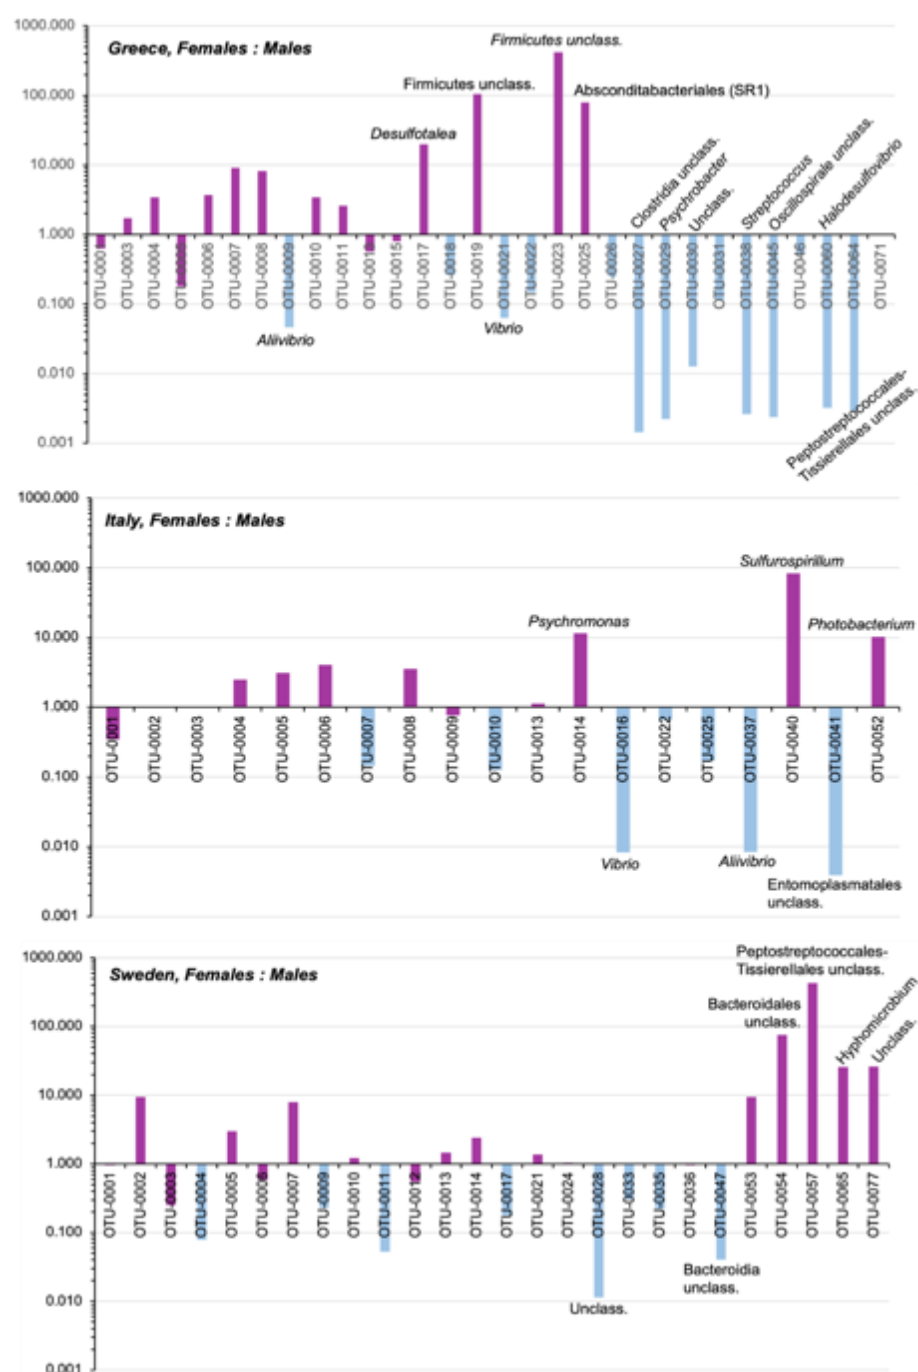 1000.000
Greece, Females : Males
Firmicutes unclass.
Firmicutes unclass.
Absconditabacteriales (SR1)
100.000
Desulfotalea
10.000
Clostridia unclass.
Psychrobacter
Unclass.
Streptococcus
Oscillospirale unclass.
Halodesulfovibrio
1.000
OTU-0001
OTU-0003
OTU-0004
OTU-0005
OTU-0006
OTU-0007
OTU-0008
OTU-0009
OTU-0010
OTU-0011
OTU-0015
OTU-0017
OTU-0018
OTU-0019
OTU-0021
OTU-0022
OTU-0023
OTU-0025
OTU-0026
OTU-0027
OTU-0029
OTU-0030
OTU-0031
OTU-0038
OTU-0045
OTU-0046
OTU-0060
OTU-0064
OTU-0071
0.100
Aliivibrio
Vibrio
0.010
0.001
Peptostreptococcales-
Tissierellales unclass.
1000.000
Italy, Females : Males
100.000
Sulfurospirillum
Psychromonas
Photobacterium
10.000
1.000
OTU-0001
OTU-0002
OTU-0003
OTU-0004
OTU-0005
OTU-0006
OTU-0007
OTU-0008
OTU-0009
OTU-0010
OTU-0013
OTU-0014
OTU-0016
OTU-0022
OTU-0025
OTU-0037
OTU-0040
OTU-0041
OTU-0052
0.100
0.010
Vibrio
Aliivibrio
Entomoplasmatales
unclass.
0.001
1000.000
Sweden, Females : Males
Peptostreptococcales-
Tissierellales unclass.
Bacteroidales
unclass.
Hyphomicrobium
Unclass.
100.000
10.000
1.000
OTU-0001
OTU-0002
OTU-0003
OTU-0004
OTU-0005
OTU-0006
OTU-0007
OTU-0009
OTU-0010
OTU-0011
OTU-0012
OTU-0013
OTU-0014
OTU-0017
OTU-0021
OTU-0024
OTU-0028
OTU-0033
OTU-0035
OTU-0036
OTU-0047
OTU-0053
OTU-0054
OTU-0057
OTU-0065
OTU-0077
0.100
Bacteroidia
unclass.
0.010
Unclass.
0.001